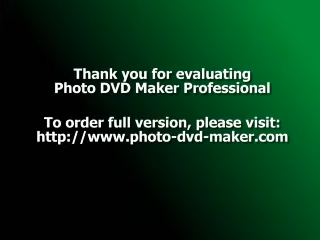 Thank you for evaluating
Photo DVD Maker Professional
To order full version, please visit:
http://www.photo-dvd-maker.com